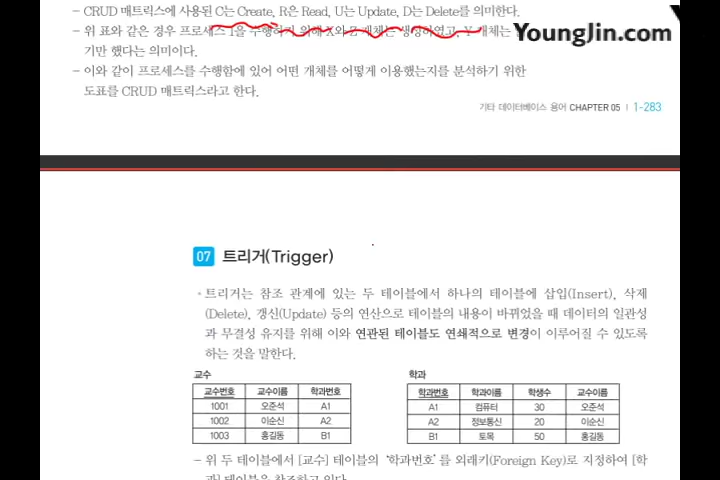 - CRUD 매트릭스에 사용된 C는 Create, R은 Read, U는 Update, D는 Delete를 의미한다.
- 위 표와 같은 경우 프로세스 1을 수행하기 위해 X와 Z 개체는 생성하였고, Y 개체는
YoungJin.com
기만 했다는 의미이다.
- 이와 같이 프로세스를 수행함에 있어 어떤 개체를 어떻게 이용했는지를 분석하기 위한
도표를 CRUD 매트릭스라고 한다.
기타 데이터베이스 용어 CHAPTER 05 | 1-283
07 트리거(Trigger)
• 트리거는 참조 관계에 있는 두 테이블에서 하나의 테이블에 삽입(Insert), 삭제
(Delete), 갱신(Update) 등의 연산으로 테이블의 내용이 바뀌었을 때 데이터의 일관성
과 무결성 유지를 위해 이와 연관된 테이블도 연쇄적으로 변경이 이루어질 수 있도록
하는 것을 말한다.
교수 학과
교수번호 교수이름 학과번호 학과번호 학과이름 학생수 교수이름
1001 오준석 A1 A1 컴퓨터 30 오준석
1002 이순신 A2 A2 정보통신 20 이순신
1003 홍길동 B1 B1 토목 50 홍길동
- 위 두 테이블에서 [교수] 테이블의 '학과번호'를 외래키(Foreign Key)로 지정하여 [학
과] 테이블을 참조하고 있다.